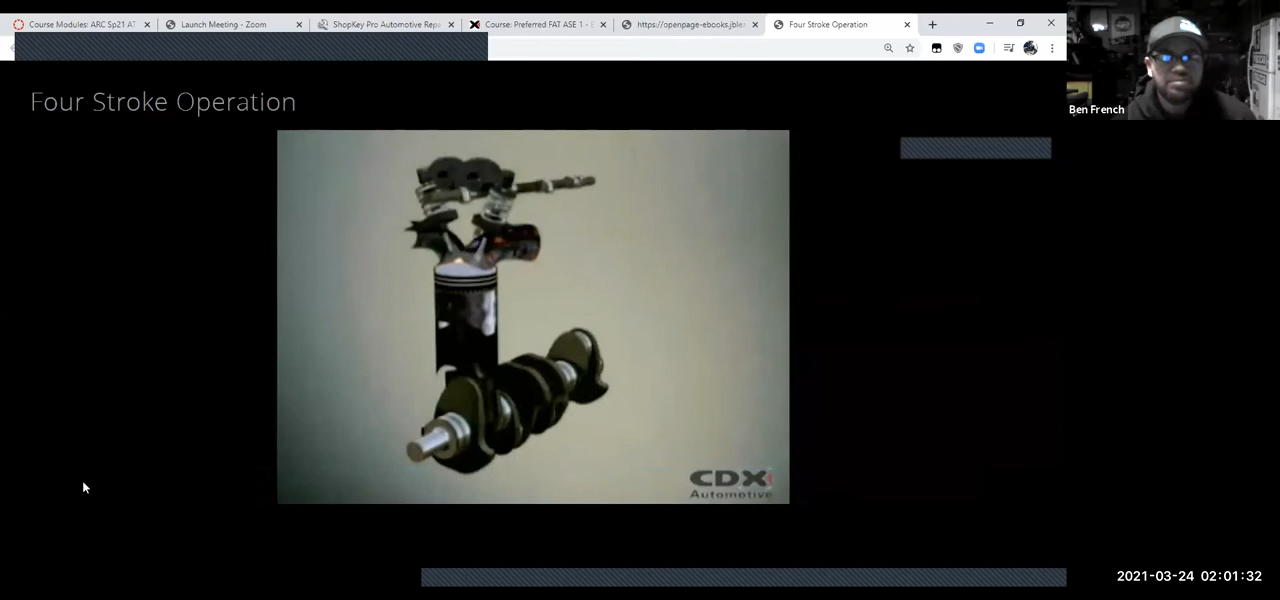 Course Modules: ARC Sp21 AT
Launch Meeting - Zoom
ShopKey Pro Automotive Repa
Course: Preferred FAT ASE 1 - E
https://openpage-ebooks.jble
Four Stroke Operation
Four Stroke Operation
Ben French
CDX
Automotive
2021-03-24 02:01:32